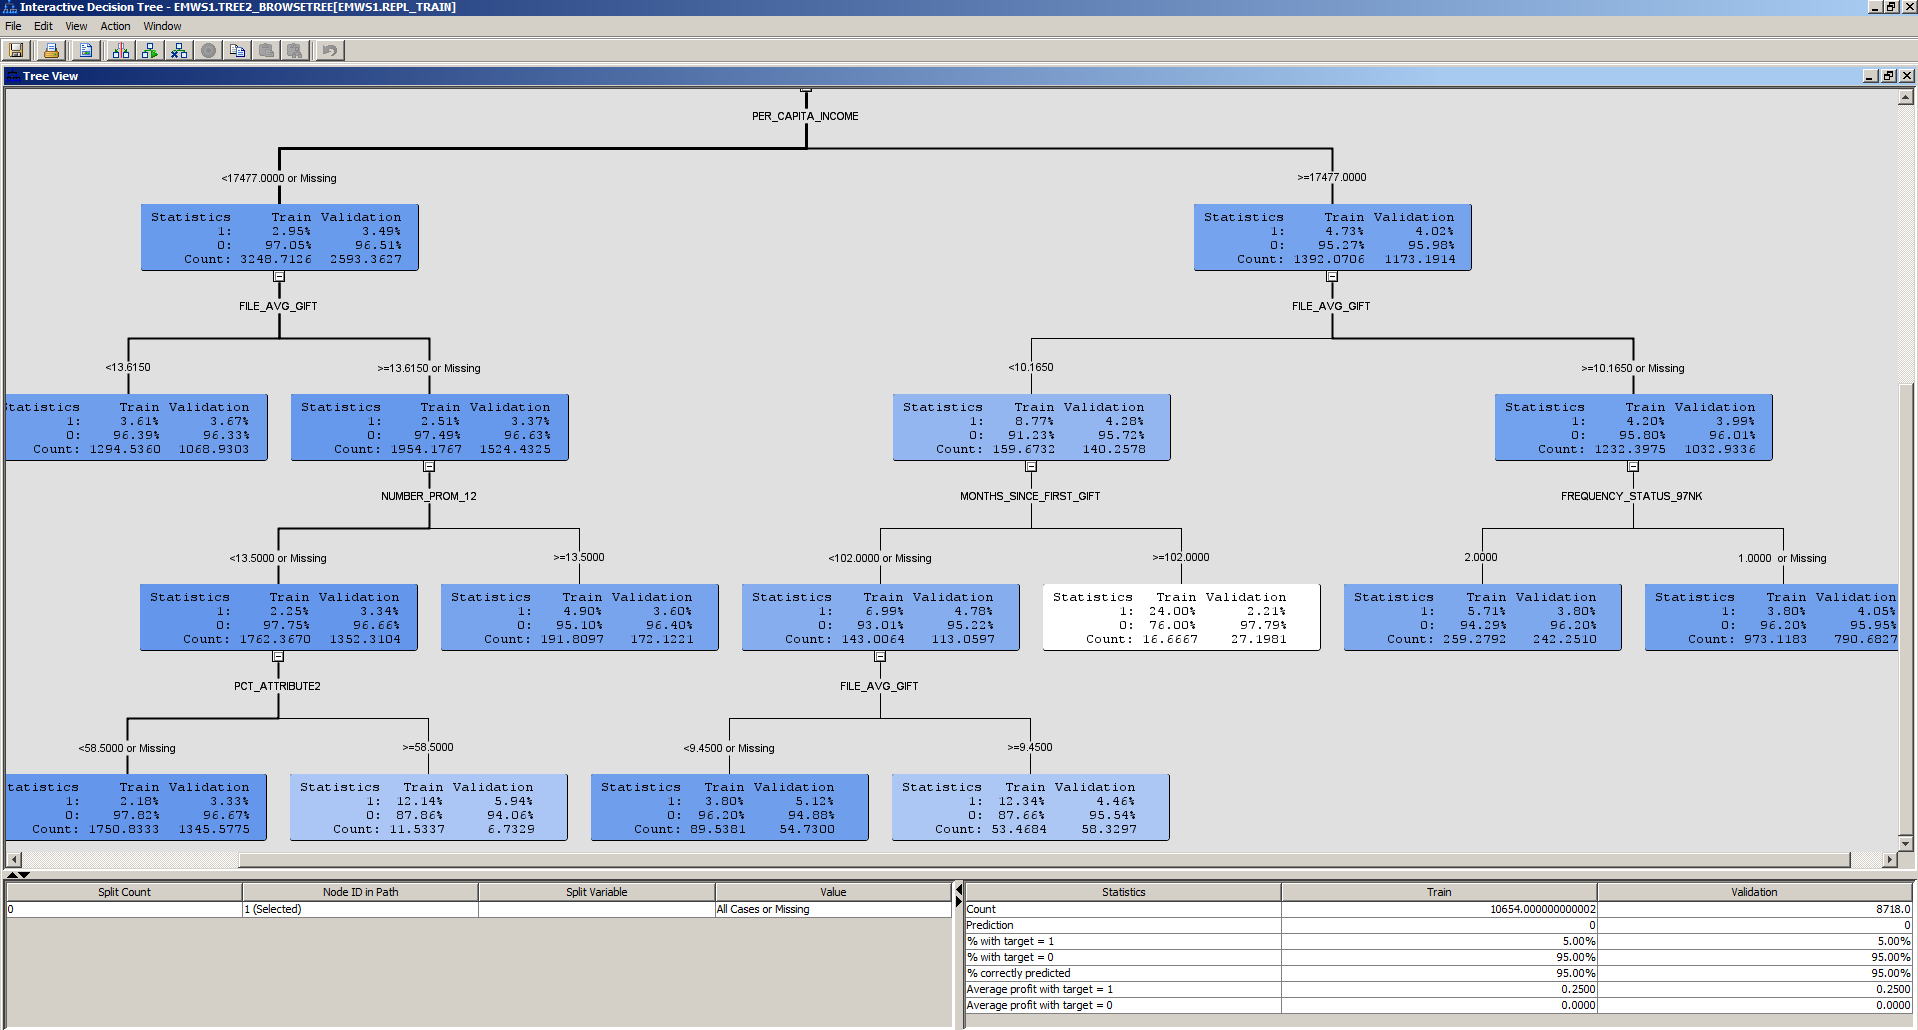 Interactive Decision Tree - EMWS1.TREE2_BROWSETREE[EMWS1.REPL_TRAIN]
File Edit View Action Window
Tree View
PER_CAPITA_INCOME
<17477.0000 or Missing
>=17477.0000
Statistics Train Validation
1: 2.95% 3.49%
0: 97.05% 96.51%
Count: 3248.7126 2593.3627
Statistics Train Validation
1: 4.73% 4.02%
0: 95.27% 95.98%
Count: 1392.0706 1173.1914
FILE_AVG_GIFT
FILE_AVG_GIFT
<13.6150
>=13.6150 or Missing
<10.1650
>=10.1650 or Missing
tatistics Train Validation
1: 3.61% 3.67%
0: 96.39% 96.33%
Count: 1294.5360 1068.9303
Statistics Train Validation
1: 2.51% 3.37%
0: 97.49% 96.63%
Count: 1954.1767 1524.4325
Statistics Train Validation
1: 8.77% 4.28%
0: 91.23% 95.72%
Count: 159.6732 140.2578
Statistics Train Validation
1: 4.20% 3.99%
0: 95.80% 96.01%
Count: 1232.3975 1032.9336
NUMBER_PROM_12
MONTHS_SINCE_FIRST_GIFT
FREQUENCY_STATUS_97NK
<13.5000 or Missing
>=13.5000
<102.0000 or Missing
>=102.0000
2.0000
1.0000 or Missing
Statistics Train Validation
1: 2.25% 3.34%
0: 97.75% 96.66%
Count: 1762.3670 1352.3104
Statistics Train Validation
1: 4.90% 3.60%
0: 95.10% 96.40%
Count: 191.8097 172.1221
Statistics Train Validation
1: 6.99% 4.78%
0: 93.01% 95.22%
Count: 143.0064 113.0597
Statistics Train Validation
1: 24.00% 2.21%
0: 76.00% 97.79%
Count: 16.6667 27.1981
Statistics Train Validation
1: 5.71% 3.80%
0: 94.29% 96.20%
Count: 259.2792 242.2510
Statistics Train Validation
1: 3.80% 4.05%
0: 96.20% 95.95%
Count: 973.1183 790.6827
PCT_ATTRIBUTE2
FILE_AVG_GIFT
<58.5000 or Missing
>=58.5000
<9.4500 or Missing
>=9.4500
tatistics Train Validation
1: 2.18% 3.33%
0: 97.82% 96.67%
Count: 1750.8333 1345.5775
Statistics Train Validation
1: 12.14% 5.94%
0: 87.86% 94.06%
Count: 11.5337 6.7329
Statistics Train Validation
1: 3.80% 5.12%
0: 96.20% 94.88%
Count: 89.5381 54.7300
Statistics Train Validation
1: 12.34% 4.46%
0: 87.66% 95.54%
Count: 53.4684 58.3297
Split Count Node ID in Path Split Variable Value
0 1 (Selected) All Cases or Missing
Statistics Train Validation
Count 10654.000000000002 8718.0
Prediction 0 0
% with target = 1 5.00% 5.00%
% with target = 0 95.00% 95.00%
% correctly predicted 95.00% 95.00%
Average profit with target = 1 0.2500 0.2500
Average profit with target = 0 0.0000 0.0000